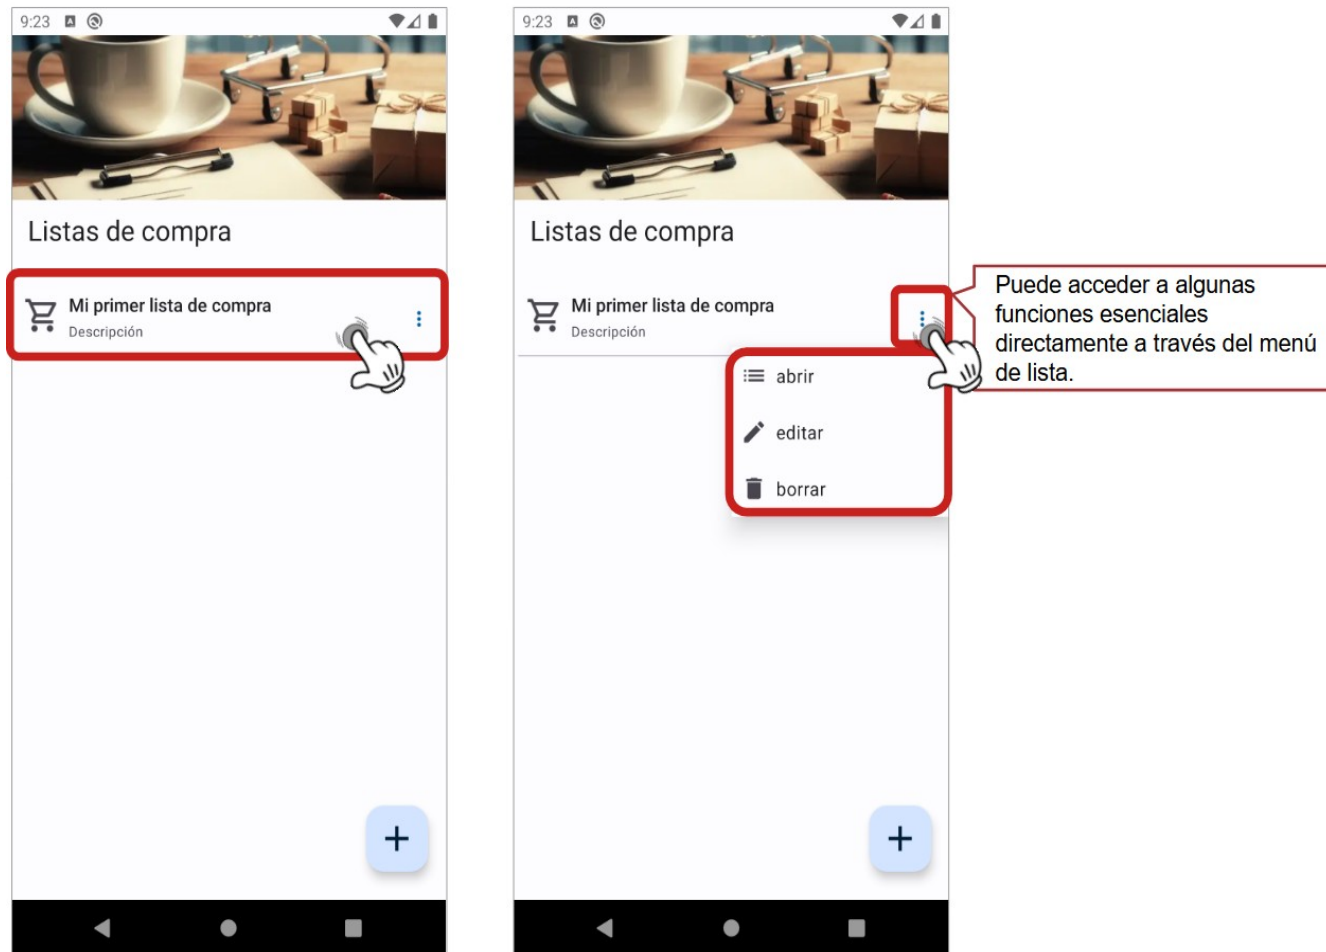 9:23
Listas de compra
Mi primer lista de compra
Descripción
9:23
Listas de compra
Mi primer lista de compra
Descripción
abrir
editar
borrar
Puede acceder a algunas
funciones esenciales
directamente a través del menú
de lista.